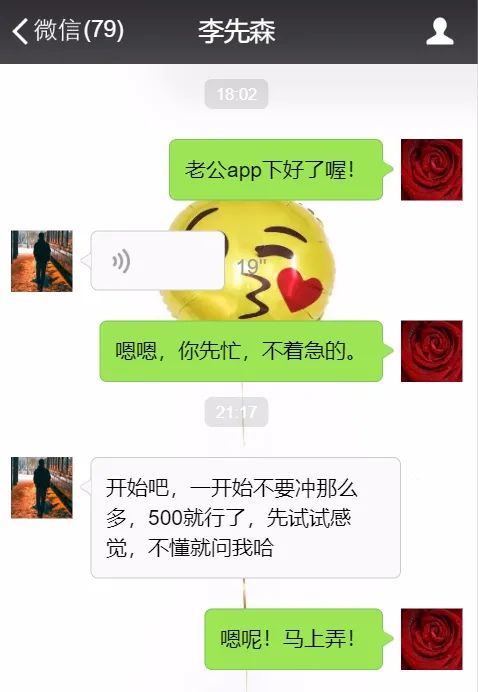 微信(79)
李先森
18:02
老公app下好了喔！
19"
嗯嗯，你先忙，不着急的。
21:17
开始吧，一开始不要冲那么
多，500就行了，先试试感
觉，不懂就问我哈
嗯呢！马上弄！